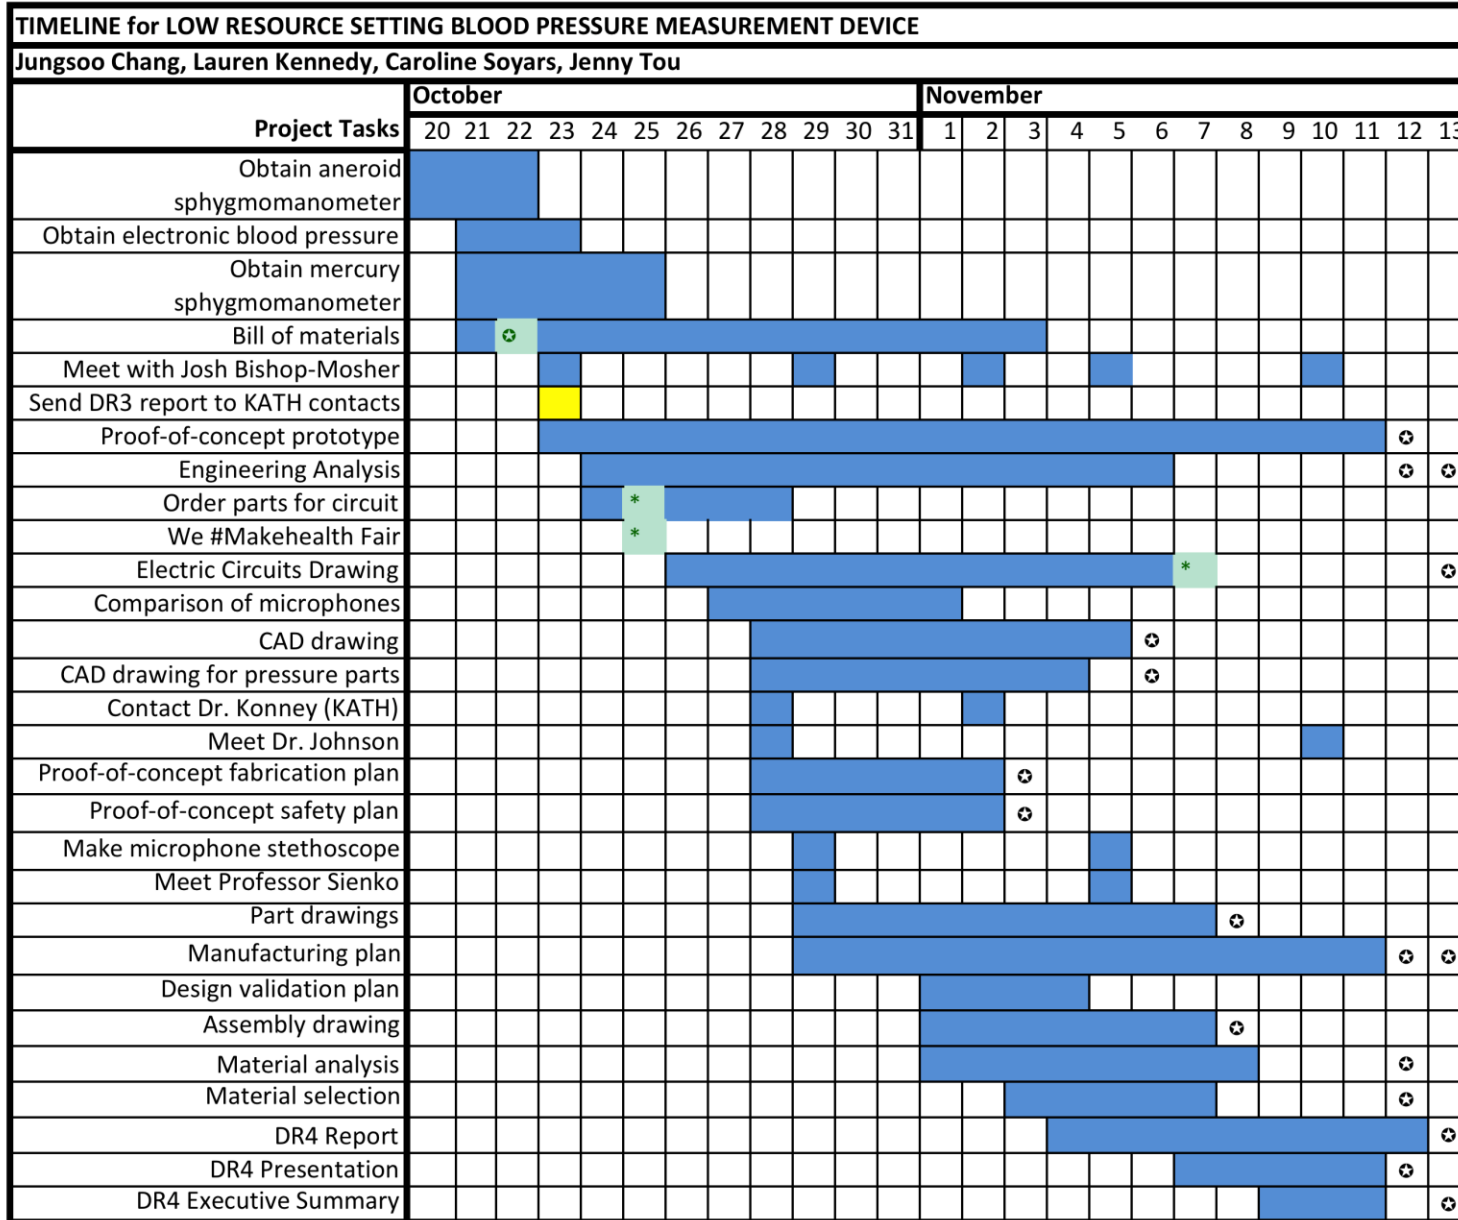 TIMELINE for LOW RESOURCE SETTING BLOOD PRESSURE MEASUREMENT DEVICE
Jungsoo Chang, Lauren Kennedy, Caroline Soyars, Jenny Tou
October November
Project Tasks 20 21 22 23 24 25 26 27 28 29 30 31 1 2 3 4 5 6 7 8 9 10 11 12 13
Obtain aneroid
sphygmomanometer
Obtain electronic blood pressure
Obtain mercury
sphygmomanometer
Bill of materials ✪
Meet with Josh Bishop-Mosher
Send DR3 report to KATH contacts
Proof-of-concept prototype ✪
Engineering Analysis ✪ ✪
Order parts for circuit *
We #Makehealth Fair *
Electric Circuits Drawing * ✪
Comparison of microphones
CAD drawing ✪
CAD drawing for pressure parts ✪
Contact Dr. Konney (KATH)
Meet Dr. Johnson
Proof-of-concept fabrication plan ✪
Proof-of-concept safety plan ✪
Make microphone stethoscope
Meet Professor Sienko
Part drawings ✪
Manufacturing plan ✪ ✪
Design validation plan
Assembly drawing ✪
Material analysis ✪
Material selection ✪
DR4 Report ✪
DR4 Presentation ✪
DR4 Executive Summary ✪